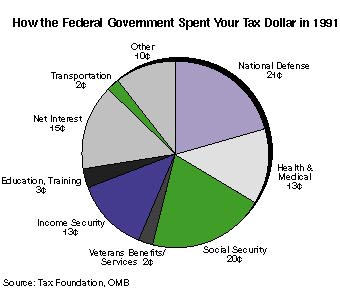 How the Federal Government Spent Your Tax Dollar in 1991
Other
10¢
National Defense
21¢
Transportation
2¢
Net Interest
15¢
Health &
Medical
13¢
Education, Training
3¢
Income Security
13¢
Veterans Benefits/
Services 2¢
Social Security
20¢
Source: Tax Foundation, OMB